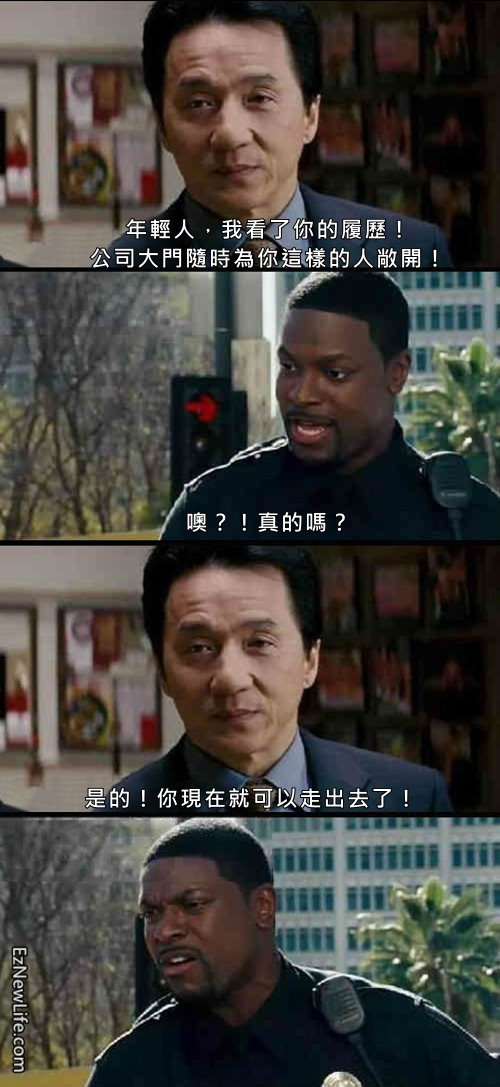 年輕人，我看了你的履歷！
公司大門隨時為你這樣的人敞開！
噢？！真的嗎？
是的！你現在就可以走出去了！
EzNewLife.com